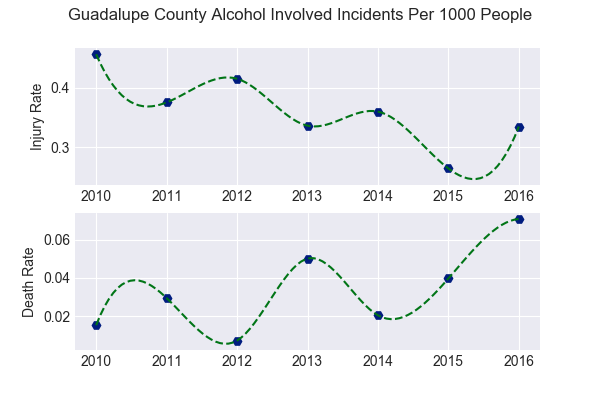 Guadalupe County Alcohol Involved Incidents Per 1000 People
Injury Rate
0.4
0.3
2010 2011 2012 2013 2014 2015 2016
Death Rate
0.06
0.04
0.02
2010 2011 2012 2013 2014 2015 2016